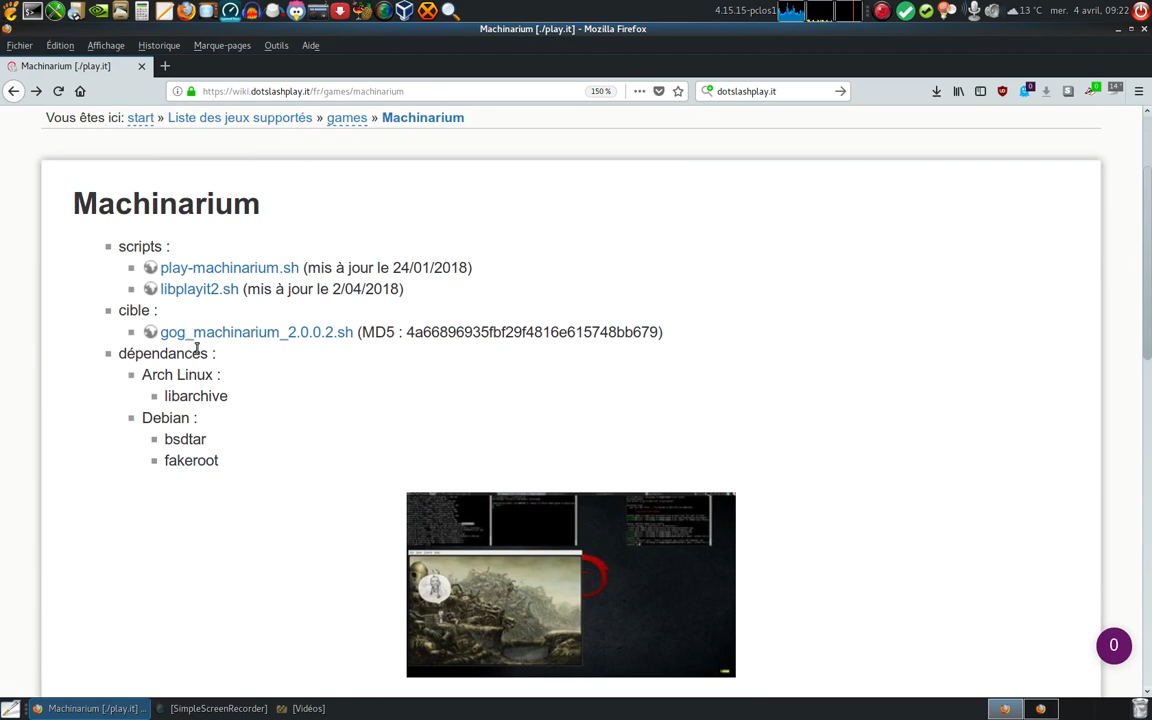 4.15.15-pclos1
13 °C
mer. 4 avril, 09:22
Machinarium [./play.it] - Mozilla Firefox
Fichier Édition Affichage Historique Marque-pages Outils Aide
Machinarium [./play.it]
https://wiki.dotslashplay.it/fr/games/machinarium
150 %
dotslashplay.it
Vous êtes ici: start » Liste des jeux supportés » games » Machinarium
Machinarium
scripts :
play-machinarium.sh (mis à jour le 24/01/2018)
libplayit2.sh (mis à jour le 2/04/2018)
cible :
gog_machinarium_2.0.0.2.sh (MD5 : 4a66896935fbf29f4816e615748bb679)
dépendances :
Arch Linux :
libarchive
Debian :
bsdtar
fakeroot
0
Machinarium [./play.it] ...
[SimpleScreenRecorder]
[Vidéos]